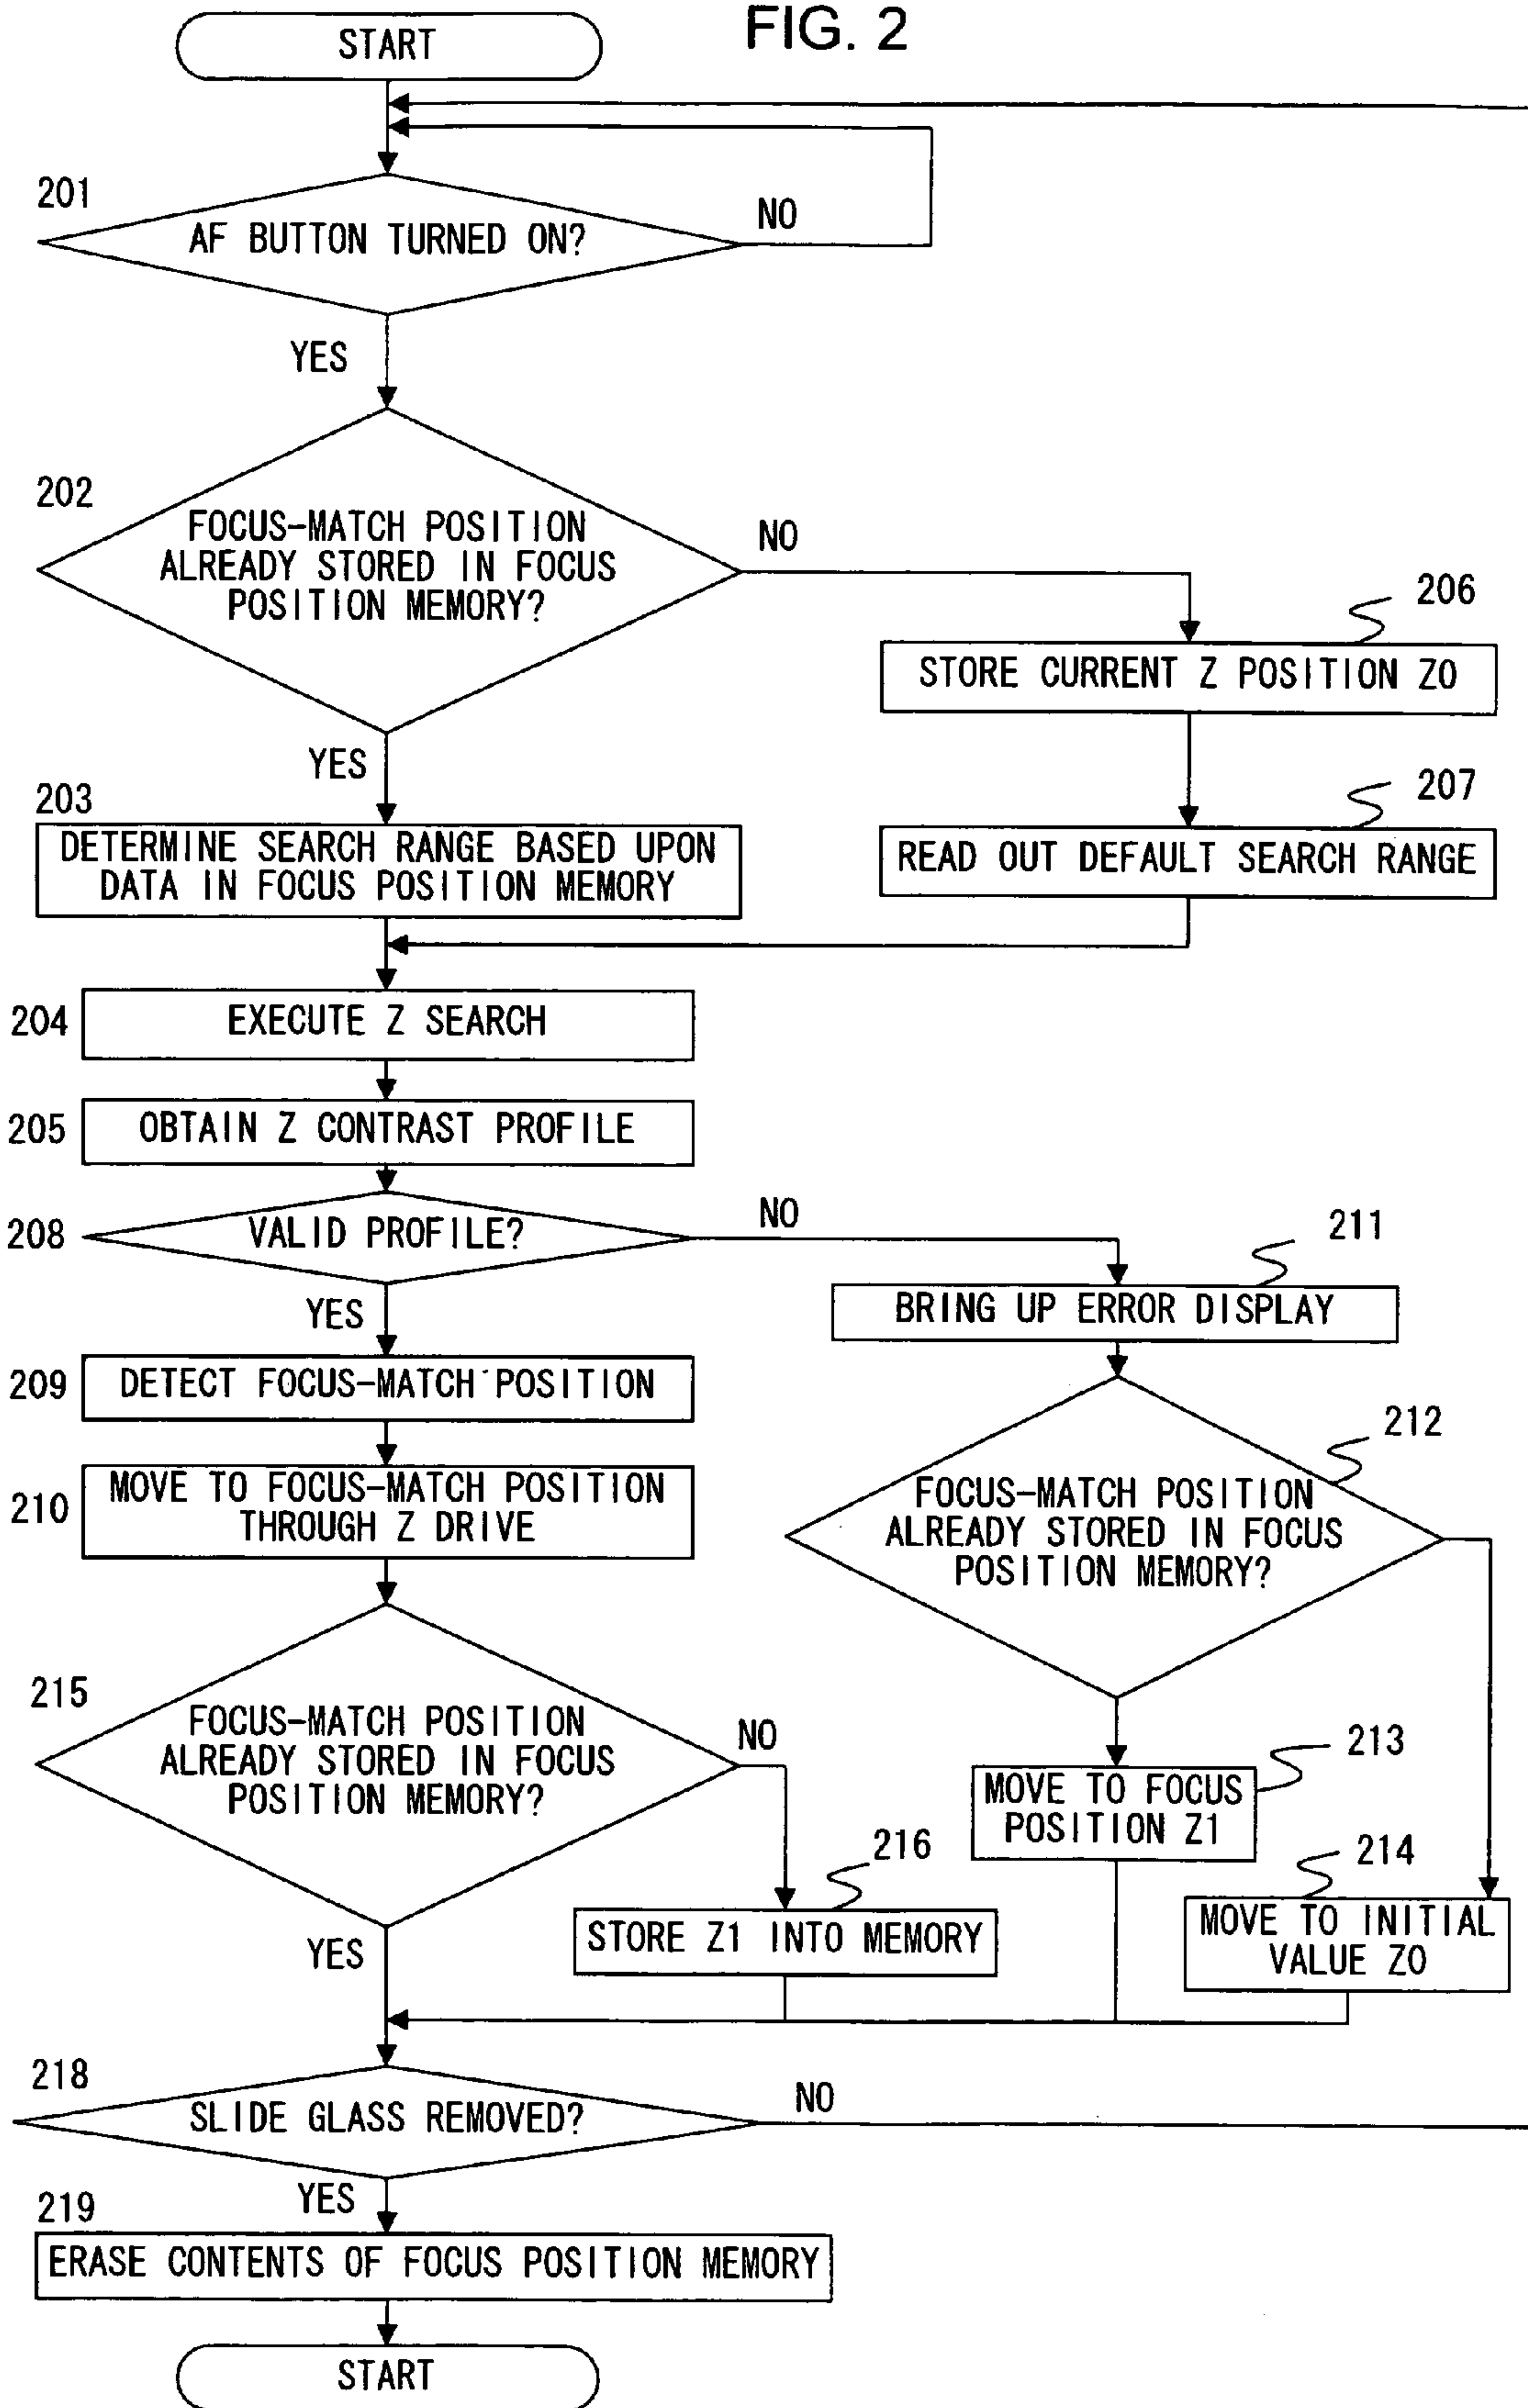 FIG. 2
START
201
AF BUTTON TURNED ON?
NO
YES
202
FOCUS-MATCH POSITION
ALREADY STORED IN FOCUS
POSITION MEMORY?
NO
206
STORE CURRENT Z POSITION Z0
YES
207
READ OUT DEFAULT SEARCH RANGE
203
DETERMINE SEARCH RANGE BASED UPON
DATA IN FOCUS POSITION MEMORY
204
EXECUTE Z SEARCH
205
OBTAIN Z CONTRAST PROFILE
208
VALID PROFILE?
NO
YES
211
BRING UP ERROR DISPLAY
209
DETECT FOCUS-MATCH POSITION
210
MOVE TO FOCUS-MATCH POSITION
THROUGH Z DRIVE
212
FOCUS-MATCH POSITION
ALREADY STORED IN FOCUS
POSITION MEMORY?
215
FOCUS-MATCH POSITION
ALREADY STORED IN FOCUS
POSITION MEMORY?
NO
YES
213
MOVE TO FOCUS
POSITION Z1
216
STORE Z1 INTO MEMORY
214
MOVE TO INITIAL
VALUE Z0
218
SLIDE GLASS REMOVED?
NO
YES
219
ERASE CONTENTS OF FOCUS POSITION MEMORY
START